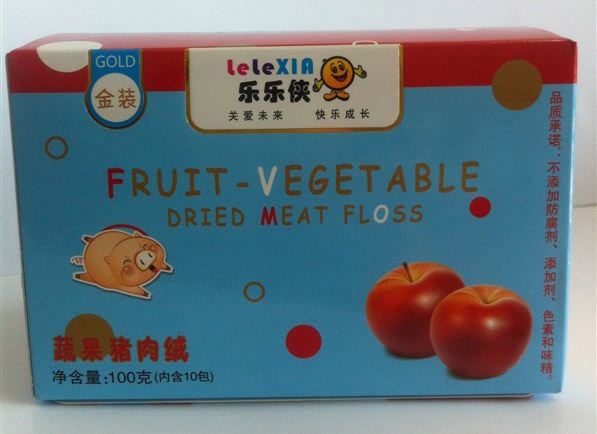 GOLD
金装
LeLeXIA
乐乐侠
关爱未来 快乐成长
FRUIT-VEGETABLE
DRIED MEAT FLOSS
品质承诺：不添加防腐剂、添加剂、色素和味精。
蔬果猪肉绒
净含量:100克(内含10包)